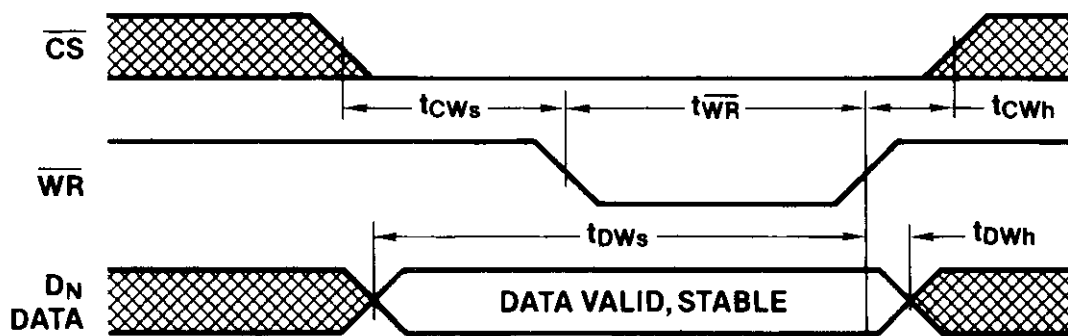 CS
tCWs
tWR
tCWh
WR
tDWs
tDWh
DN
DATA
DATA VALID, STABLE